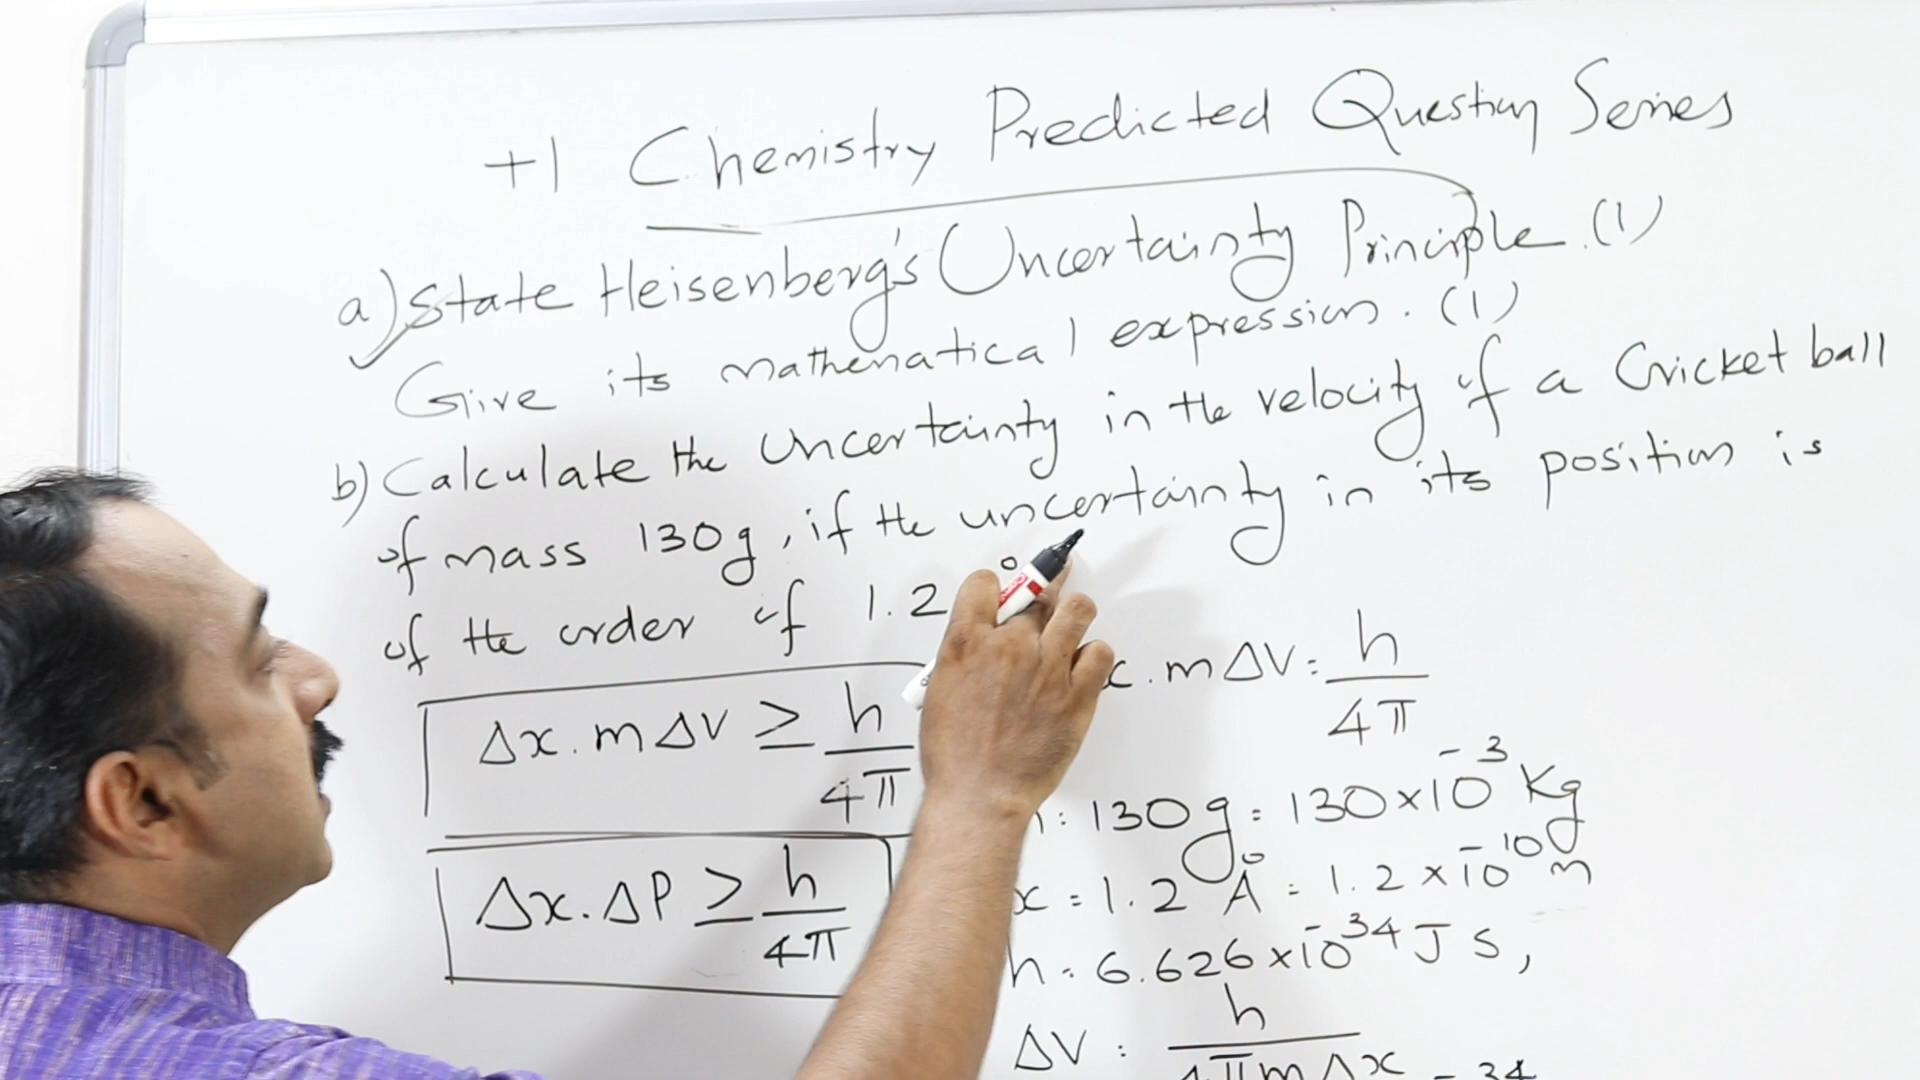 +1 Chemistry Predicted Question Series
a) State Heisenberg's Uncertainty Principle. (1)
Give its mathematical expression. (1)
b) Calculate the Uncertainty in the velocity of a Cricket ball
of mass 130g, if the uncertainty in its position is
of the order of 1.2
Δx.mΔV ≥ h/4π
Δx.ΔP ≥ h/4π
x.mΔV = h/4π
: 130g = 130×10⁻³ Kg
x = 1.2 Å = 1.2×10⁻¹⁰ m
h = 6.626×10⁻³⁴ J S,
ΔV = h/4πmΔx
-34